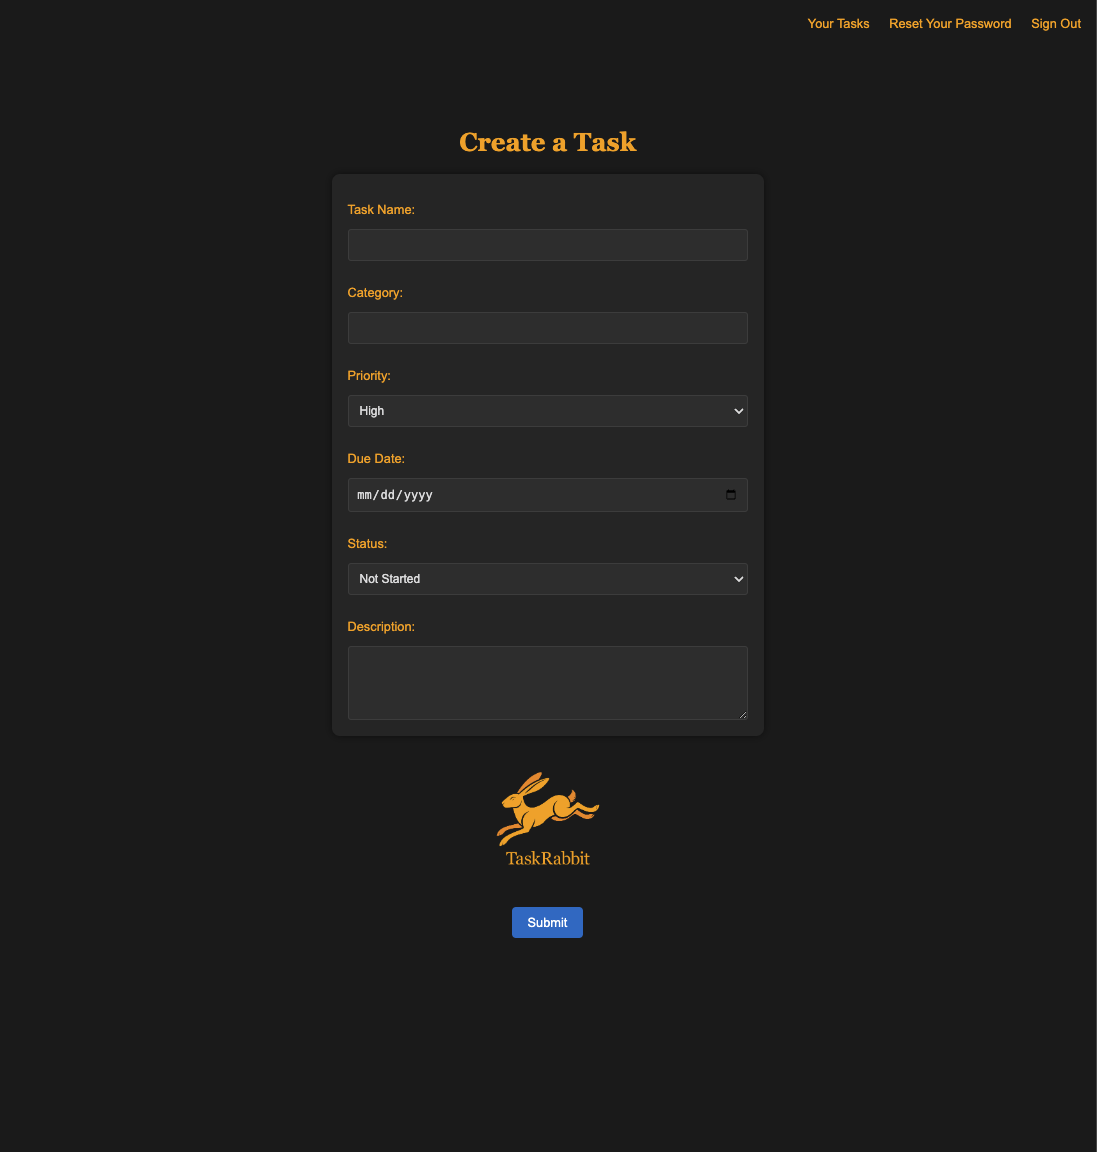 Your Tasks Reset Your Password Sign Out
Create a Task
Task Name:
Category:
Priority:
High
Due Date:
mm/dd/yyyy
Status:
Not Started
Description:
TaskRabbit
Submit